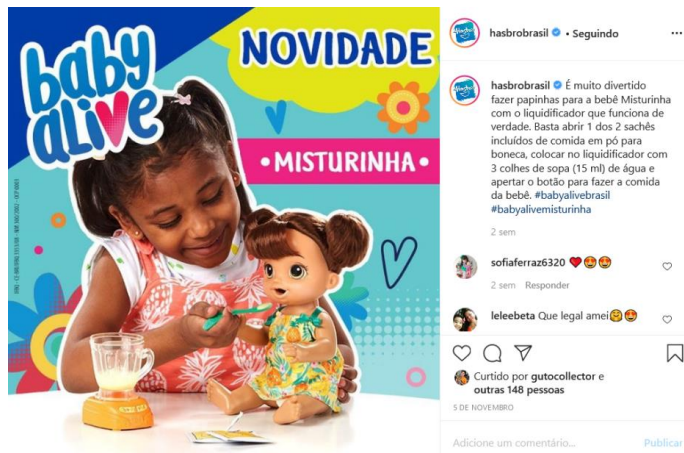 baby
alive
NOVIDADE
• MISTURINHA •
hasbrobrasil • Seguindo
hasbrobrasil É muito divertido
fazer papinhas para a bebê Misturinha
com o liquidificador que funciona de
verdade. Basta abrir 1 dos 2 sachês
incluídos de comida em pó para
boneca, colocar no liquidificador com
3 colhes de sopa (15 ml) de água e
apertar o botão para fazer a comida
da bebê. #babyalivebrasil
#babyalivemisturinha
2 sem
sofiaferraz6320 ❤️😍😍
2 sem Responder
leleebeta Que legal amei🤗😍
Curtido por gutocollector e
outras 148 pessoas
5 DE NOVEMBRO
Adicione um comentário...
Publicar